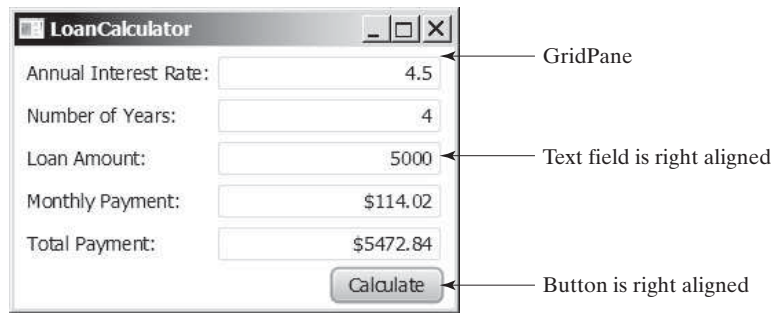 LoanCalculator
GridPane
Annual Interest Rate: 4.5
Number of Years: 4
Loan Amount: 5000
Text field is right aligned
Monthly Payment: $114.02
Total Payment: $5472.84
Calculate
Button is right aligned